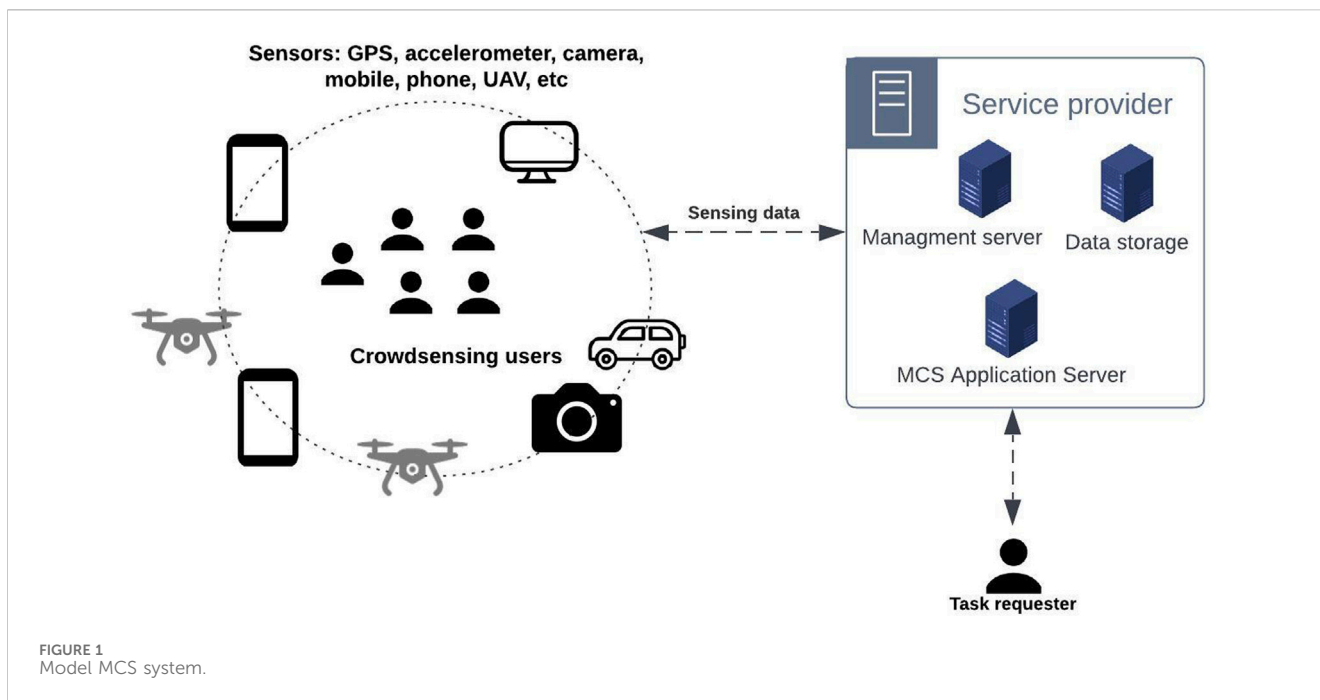 Sensors: GPS, accelerometer, camera,
mobile, phone, UAV, etc
Crowdsensing users
Sensing data
Service provider
Managment server
Data storage
MCS Application Server
Task requester
FIGURE 1
Model MCS system.